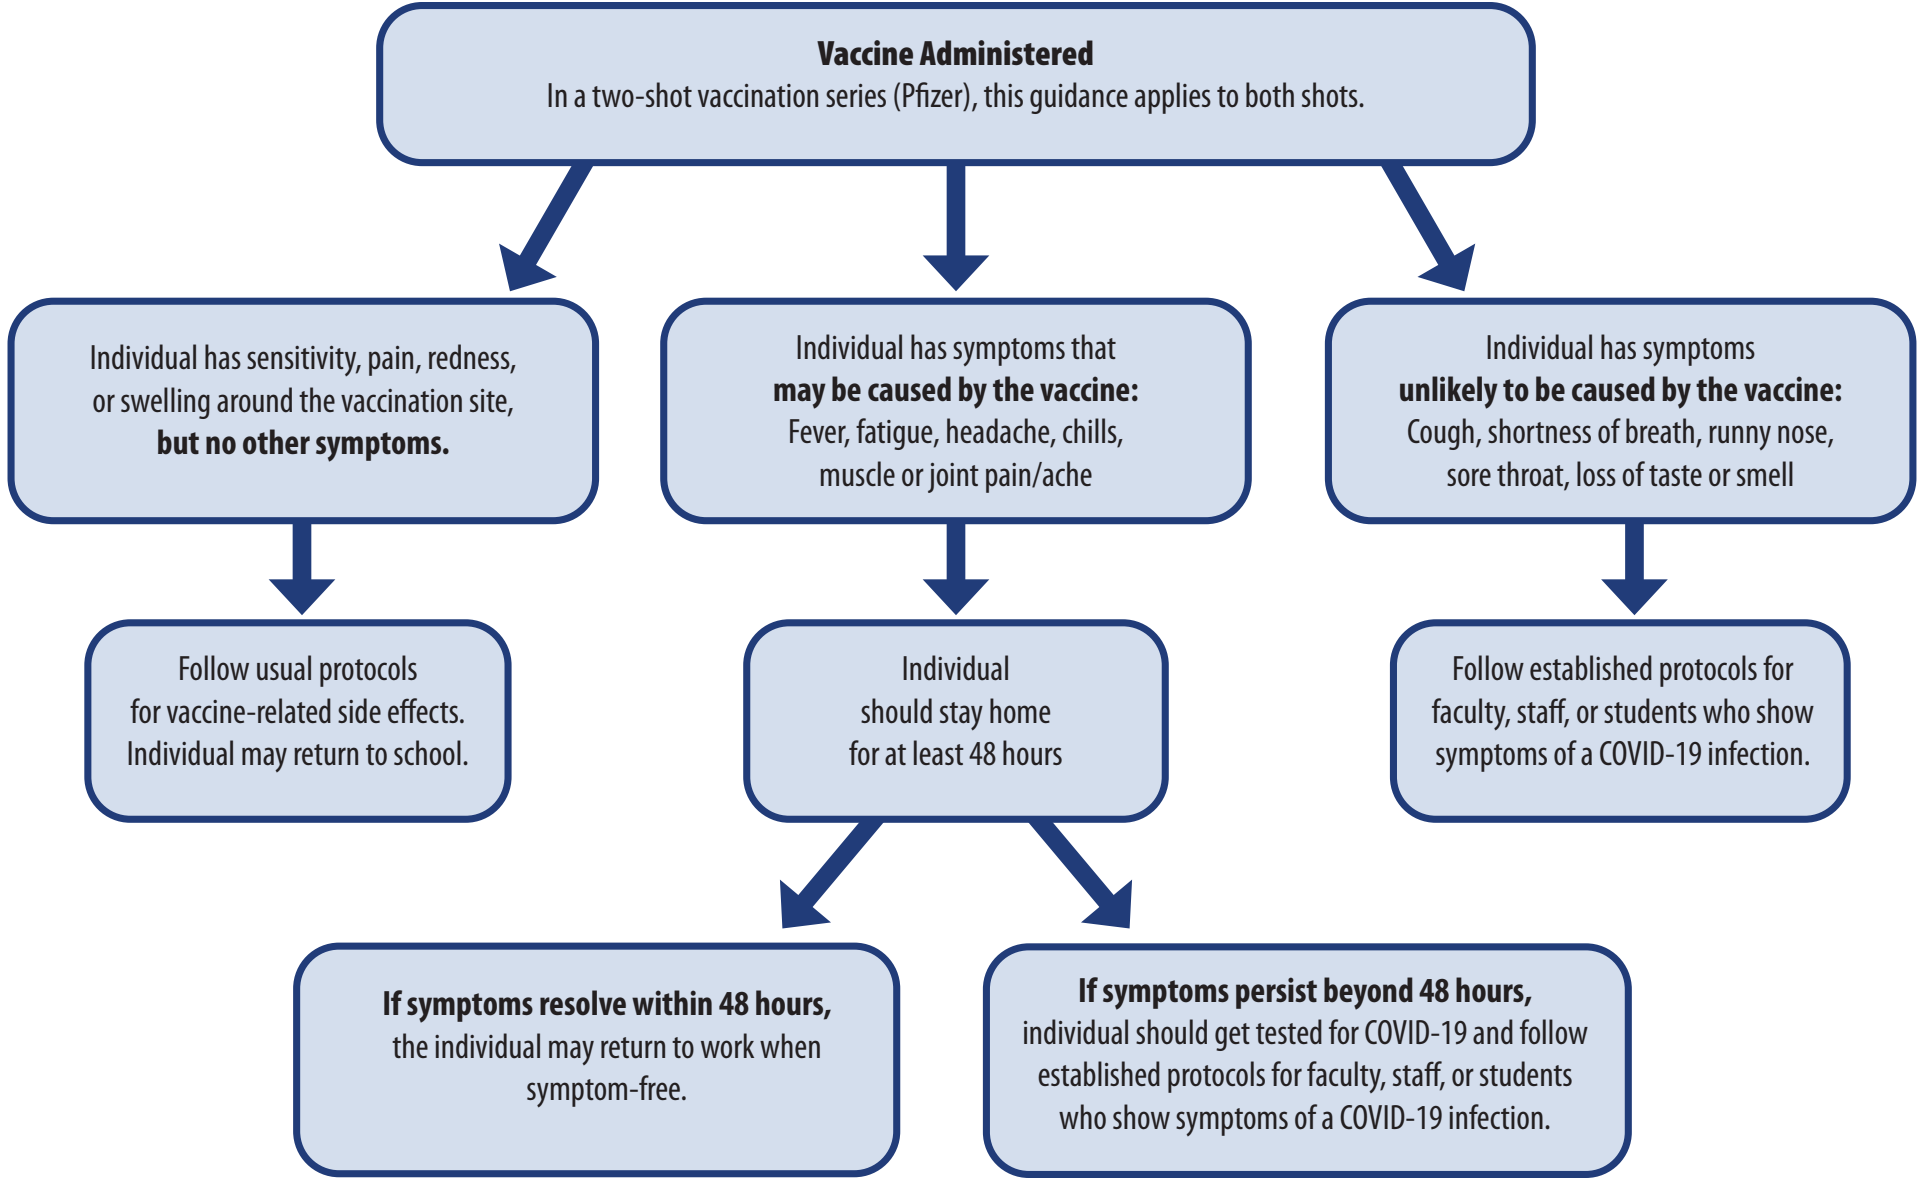 Vaccine Administered
In a two-shot vaccination series (Pfizer), this guidance applies to both shots.
Individual has sensitivity, pain, redness,
or swelling around the vaccination site,
but no other symptoms.
Individual has symptoms that
may be caused by the vaccine:
Fever, fatigue, headache, chills,
muscle or joint pain/ache
Individual has symptoms
unlikely to be caused by the vaccine:
Cough, shortness of breath, runny nose,
sore throat, loss of taste or smell
Follow usual protocols
for vaccine-related side effects.
Individual may return to school.
Individual
should stay home
for at least 48 hours
Follow established protocols for
faculty, staff, or students who show
symptoms of a COVID-19 infection.
If symptoms resolve within 48 hours,
the individual may return to work when
symptom-free.
If symptoms persist beyond 48 hours,
individual should get tested for COVID-19 and follow
established protocols for faculty, staff, or students
who show symptoms of a COVID-19 infection.